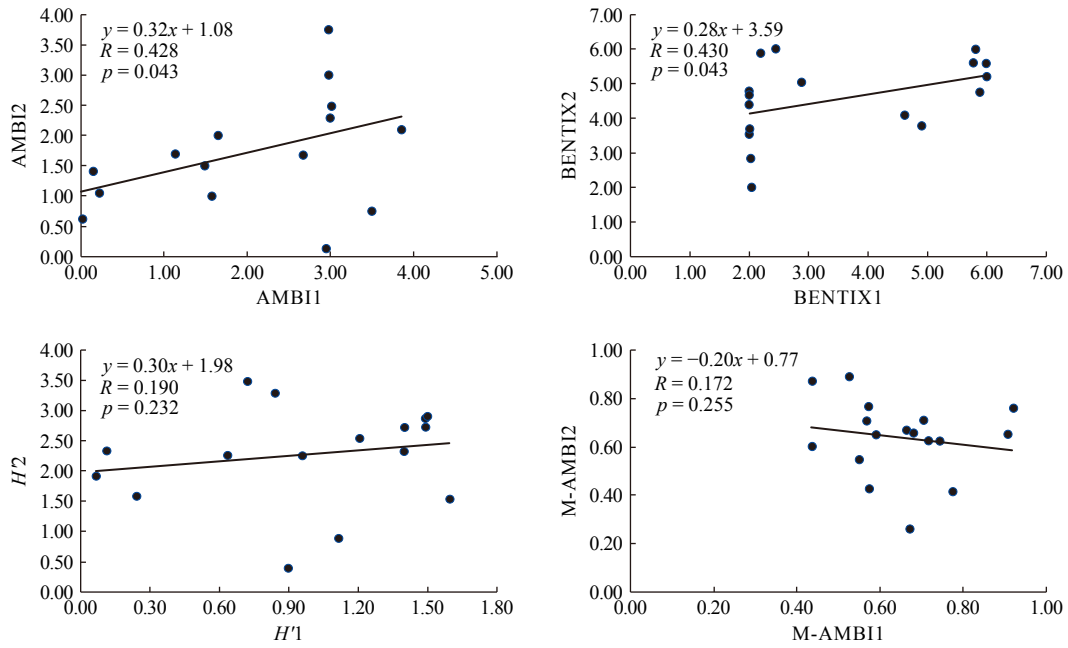 4.00
3.50
3.00
2.50
2.00
1.50
1.00
0.50
0.00
AMBI2
y = 0.32x + 1.08
R = 0.428
p = 0.043
0.00 1.00 2.00 3.00 4.00 5.00
AMBI1
7.00
6.00
5.00
4.00
3.00
2.00
1.00
0.00
BENTIX2
y = 0.28x + 3.59
R = 0.430
p = 0.043
0.00 1.00 2.00 3.00 4.00 5.00 6.00 7.00
BENTIX1
4.00
3.50
3.00
2.50
2.00
1.50
1.00
0.50
0.00
H'2
y = 0.30x + 1.98
R = 0.190
p = 0.232
0.00 0.30 0.60 0.90 1.20 1.50 1.80
H'1
1.00
0.80
0.60
0.40
0.20
0.00
M-AMBI2
y = −0.20x + 0.77
R = 0.172
p = 0.255
0.00 0.20 0.40 0.60 0.80 1.00
M-AMBI1